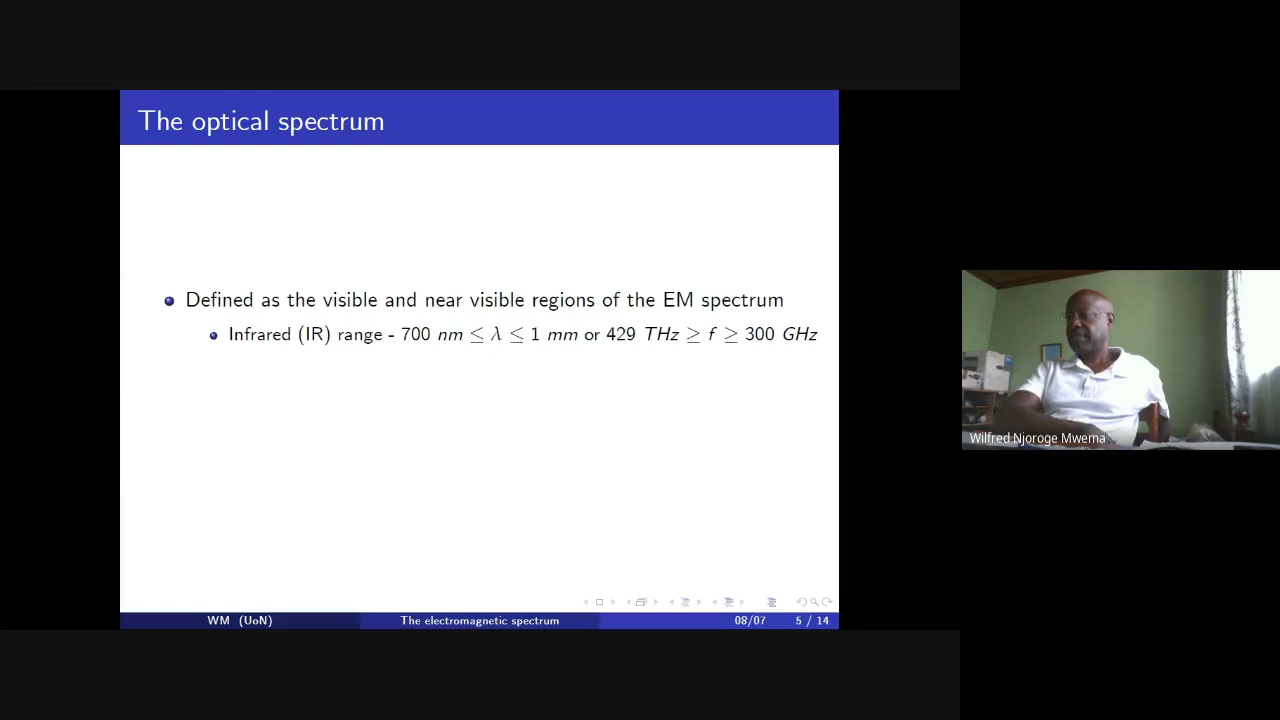 The optical spectrum
Defined as the visible and near visible regions of the EM spectrum
Infrared (IR) range - 700 nm ≤ λ ≤ 1 mm or 429 THz ≥ f ≥ 300 GHz
Wilfred Njoroge Mwema
WM (UoN) The electromagnetic spectrum 08/07 5 / 14